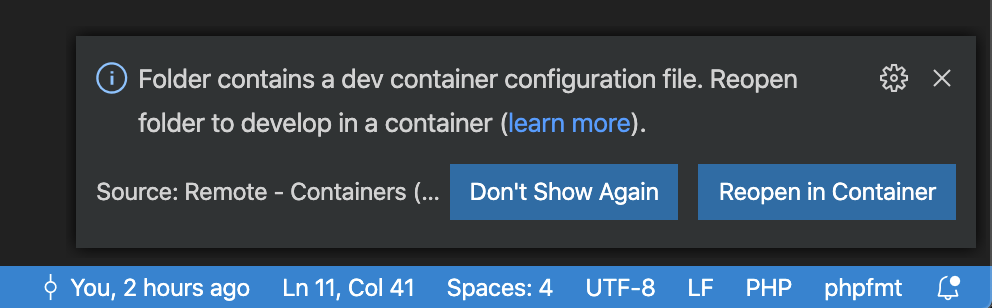 Folder contains a dev container configuration file. Reopen
folder to develop in a container (learn more).
Source: Remote - Containers (... Don't Show Again Reopen in Container
You, 2 hours ago Ln 11, Col 41 Spaces: 4 UTF-8 LF PHP phpfmt